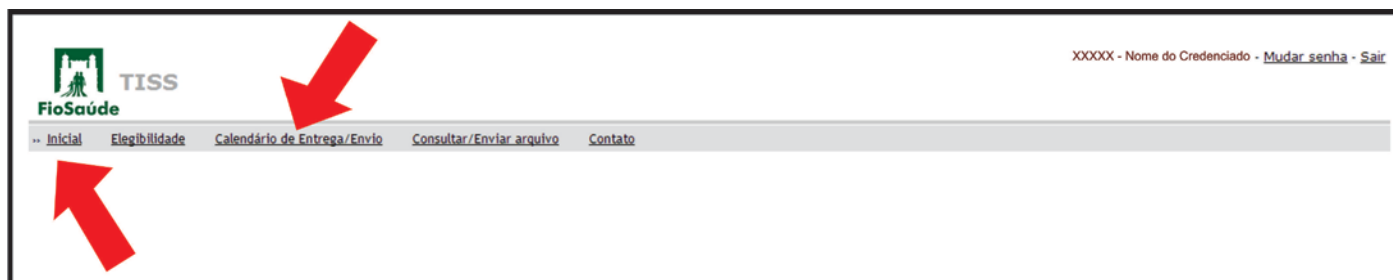 XXXXX - Nome do Credenciado - Mudar senha - Sair
TISS
FioSaúde
›› Inicial Elegibilidade Calendário de Entrega/Envio Consultar/Enviar arquivo Contato